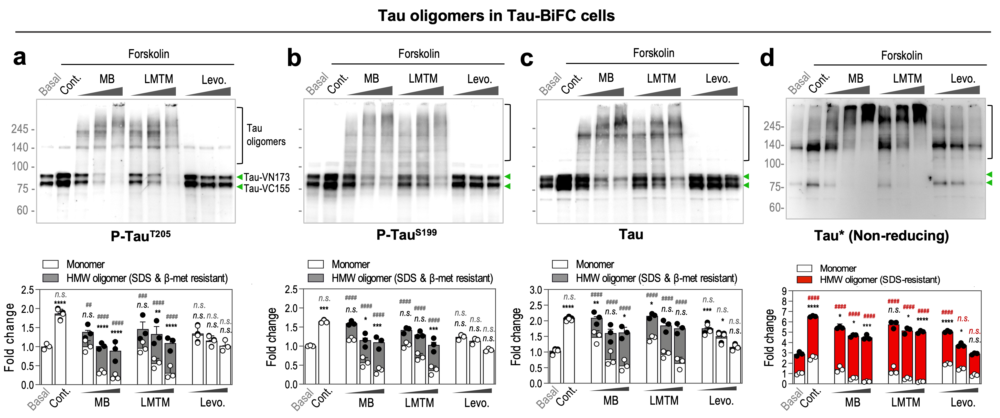 Tau oligomers in Tau-BiFC cells
a
Forskolin
Basal
Cont.
MB
LMTM
Levo.
245 -
140 -
100 -
75 -
60 -
Tau
oligomers
Tau-VN173
Tau-VC155
P-Tau^T205
Monomer
HMW oligomer (SDS & β-met resistant)
Fold change
2.5
2.0
1.5
1.0
0.5
0.0
n.s.
****
##
n.s.
####
****
####
****
###
n.s.
####
**
####
****
n.s.
n.s.
n.s.
n.s.
n.s.
n.s.
Basal
Cont.
MB
LMTM
Levo.
b
Forskolin
Basal
Cont.
MB
LMTM
Levo.
-
-
-
-
-
P-Tau^S199
Monomer
HMW oligomer (SDS & β-met resistant)
Fold change
2.5
2.0
1.5
1.0
0.5
0.0
n.s.
***
####
n.s.
####
*
####
***
####
n.s.
####
n.s.
####
***
n.s.
n.s.
n.s.
n.s.
n.s.
n.s.
Basal
Cont.
MB
LMTM
Levo.
c
Forskolin
Basal
Cont.
MB
LMTM
Levo.
-
-
-
-
-
Tau
Monomer
HMW oligomer (SDS & β-met resistant)
Fold change
3.0
2.5
2.0
1.5
1.0
0.5
0.0
n.s.
****
####
**
####
n.s.
####
*
####
*
####
n.s.
####
n.s.
n.s.
***
n.s.
*
n.s.
n.s.
Basal
Cont.
MB
LMTM
Levo.
d
Forskolin
Basal
Cont.
MB
LMTM
Levo.
245-
140-
100-
75-
60-
Tau* (Non-reducing)
Monomer
HMW oligomer (SDS-resistant)
Fold change
9
8
7
6
5
4
3
2
1
0
####
****
####
*
####
*
####
***
####
n.s.
####
*
####
****
####
****
n.s.
*
n.s.
n.s.
Basal
Cont.
MB
LMTM
Levo.